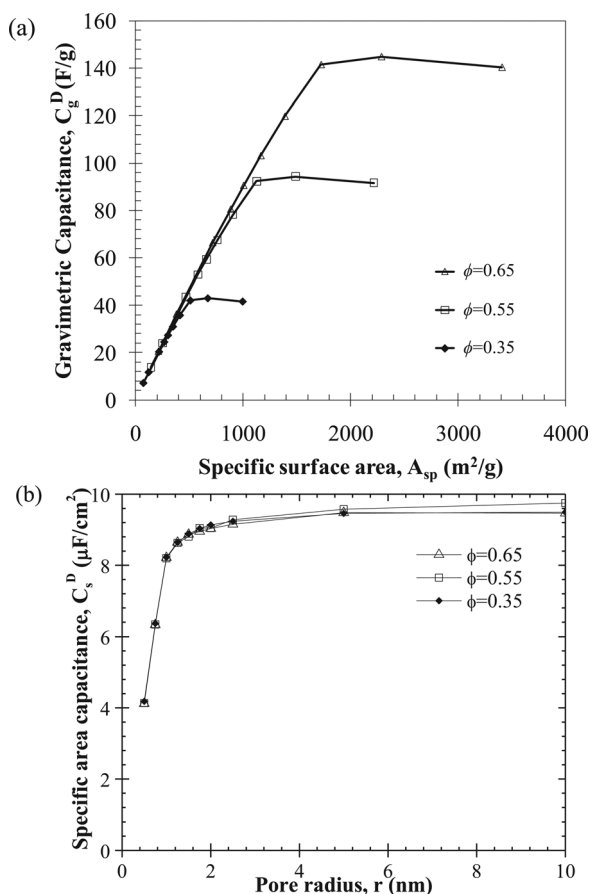 (a)
160
140
120
100
80
60
40
20
0
Gravimetric Capacitance, C_g^D (F/g)
ϕ=0.65
ϕ=0.55
ϕ=0.35
0 1000 2000 3000 4000
Specific surface area, A_sp (m²/g)
(b)
10
8
6
4
2
0
Specific area capacitance, C_s^D (μF/cm²)
ϕ=0.65
ϕ=0.55
ϕ=0.35
0 2 4 6 8 10
Pore radius, r (nm)